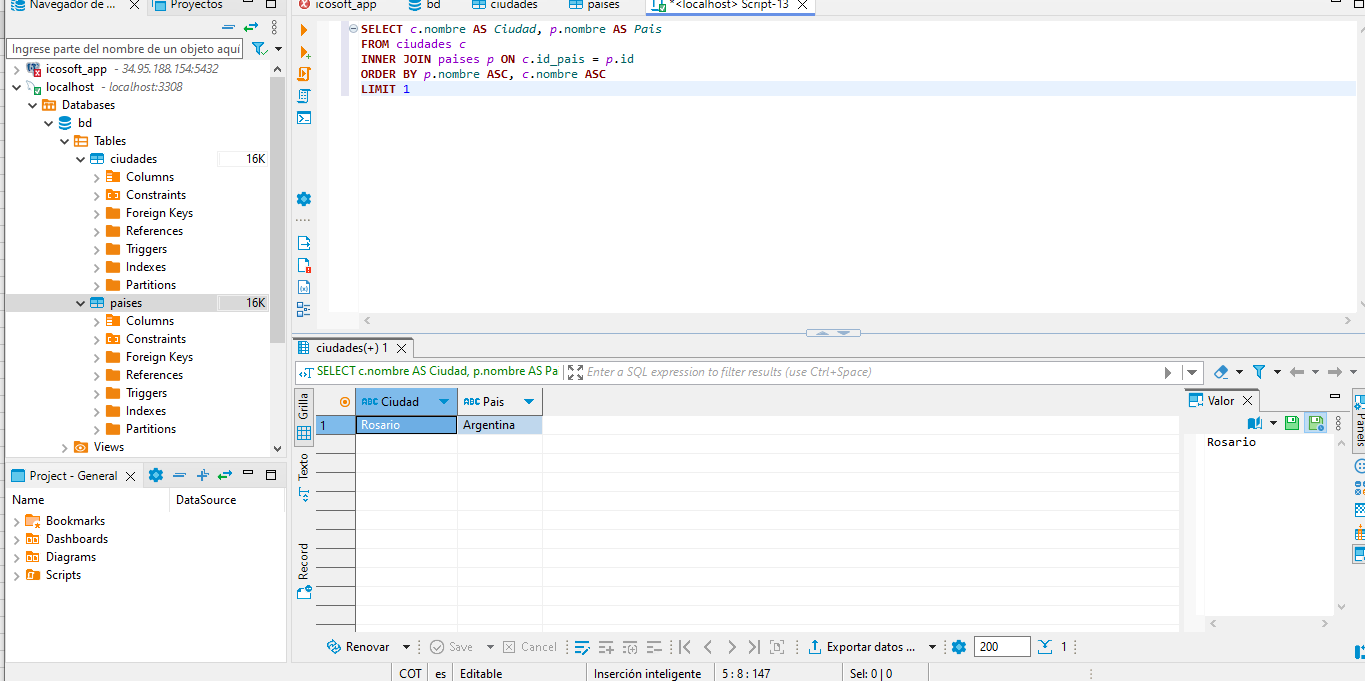 Navegador de ...
Proyectos
icosoft_app
bd
ciudades
paises
*<localhost> Script-13
Ingrese parte del nombre de un objeto aquí
icosoft_app - 34.95.188.154:5432
localhost - localhost:3308
Databases
bd
Tables
ciudades 16K
Columns
Constraints
Foreign Keys
References
Triggers
Indexes
Partitions
paises 16K
Columns
Constraints
Foreign Keys
References
Triggers
Indexes
Partitions
Views
Project - General
Name DataSource
Bookmarks
Dashboards
Diagrams
Scripts
SELECT c.nombre AS Ciudad, p.nombre AS Pais
FROM ciudades c
INNER JOIN paises p ON c.id_pais = p.id
ORDER BY p.nombre ASC, c.nombre ASC
LIMIT 1
ciudades(+) 1
SELECT c.nombre AS Ciudad, p.nombre AS Pa
Enter a SQL expression to filter results (use Ctrl+Space)
Grilla
Texto
Record
ABC Ciudad ABC Pais
1 Rosario Argentina
Valor
Rosario
Panels
Renovar Save Cancel Exportar datos ... 200 1
COT es Editable Inserción inteligente 5 : 8 : 147 Sel: 0 | 0